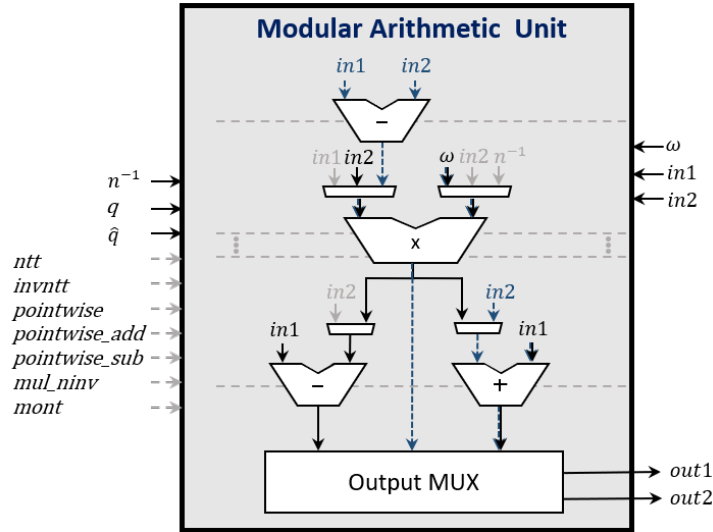 Modular Arithmetic Unit
in1 in2
−
in1 in2 ω in2 n⁻¹
x
in2 in2
in1 in1
− +
Output MUX
n⁻¹
q
q̂
ntt
invntt
pointwise
pointwise_add
pointwise_sub
mul_ninv
mont
ω
in1
in2
out1
out2